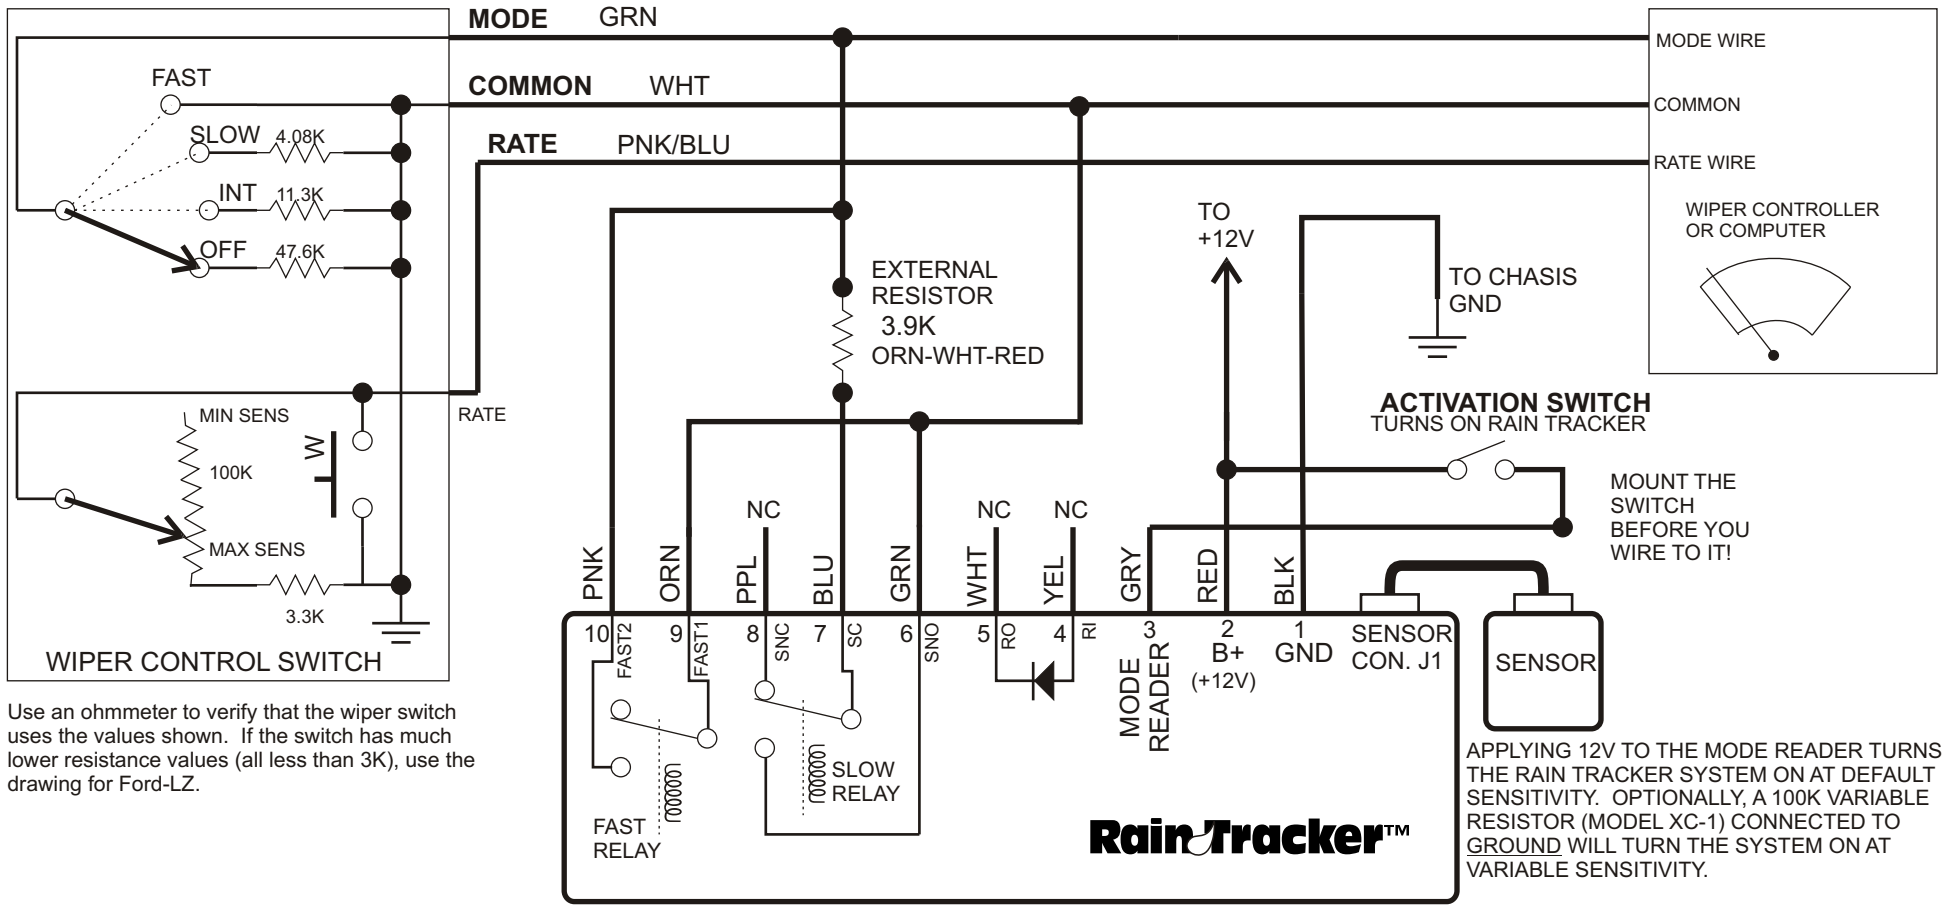 MODE GRN
COMMON WHT
RATE PNK/BLU
FAST
SLOW 4.08K
INT 11.3K
OFF 47.6K
MIN SENS
100K
MAX SENS
W
3.3K
RATE
WIPER CONTROL SWITCH
Use an ohmmeter to verify that the wiper switch
uses the values shown. If the switch has much
lower resistance values (all less than 3K), use the
drawing for Ford-LZ.
MODE WIRE
COMMON
RATE WIRE
WIPER CONTROLLER
OR COMPUTER
EXTERNAL
RESISTOR
3.9K
ORN-WHT-RED
TO
+12V
TO CHASIS
GND
ACTIVATION SWITCH
TURNS ON RAIN TRACKER
MOUNT THE
SWITCH
BEFORE YOU
WIRE TO IT!
NC
NC
NC
PNK
ORN
PPL
BLU
GRN
WHT
YEL
GRY
RED
BLK
10 FAST2
9 FAST1
8 SNC
7 SC
6 SNO
5 RO
4 RI
3
MODE
READER
2
B+
(+12V)
1
GND
SENSOR
CON. J1
SENSOR
FAST
RELAY
SLOW
RELAY
RainTracker™
APPLYING 12V TO THE MODE READER TURNS
THE RAIN TRACKER SYSTEM ON AT DEFAULT
SENSITIVITY. OPTIONALLY, A 100K VARIABLE
RESISTOR (MODEL XC-1) CONNECTED TO
GROUND WILL TURN THE SYSTEM ON AT
VARIABLE SENSITIVITY.